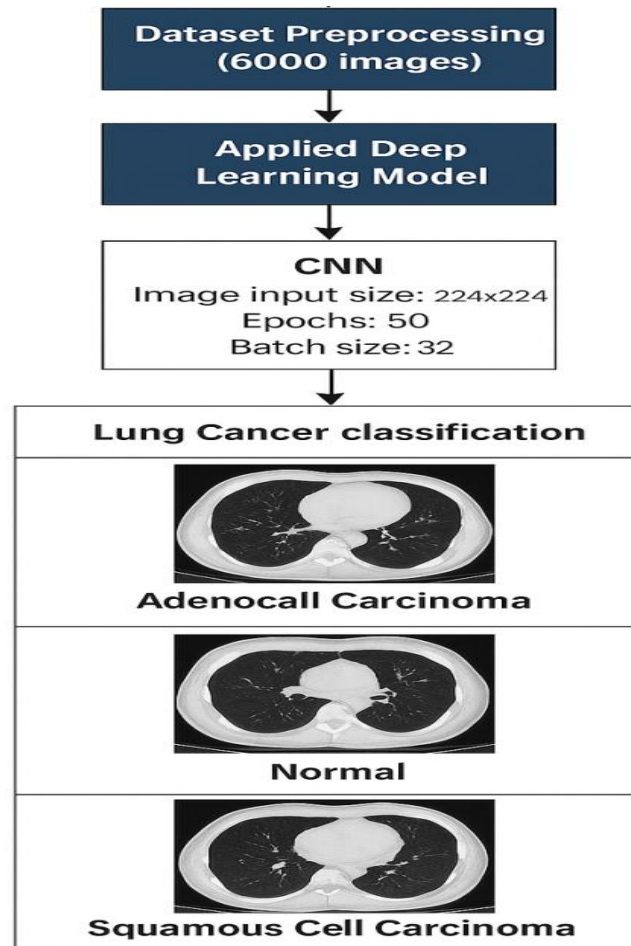 Dataset Preprocessing
(6000 images)
Applied Deep
Learning Model
CNN
Image input size: 224x224
Epochs: 50
Batch size: 32
Lung Cancer classification
Adenocall Carcinoma
Normal
Squamous Cell Carcinoma